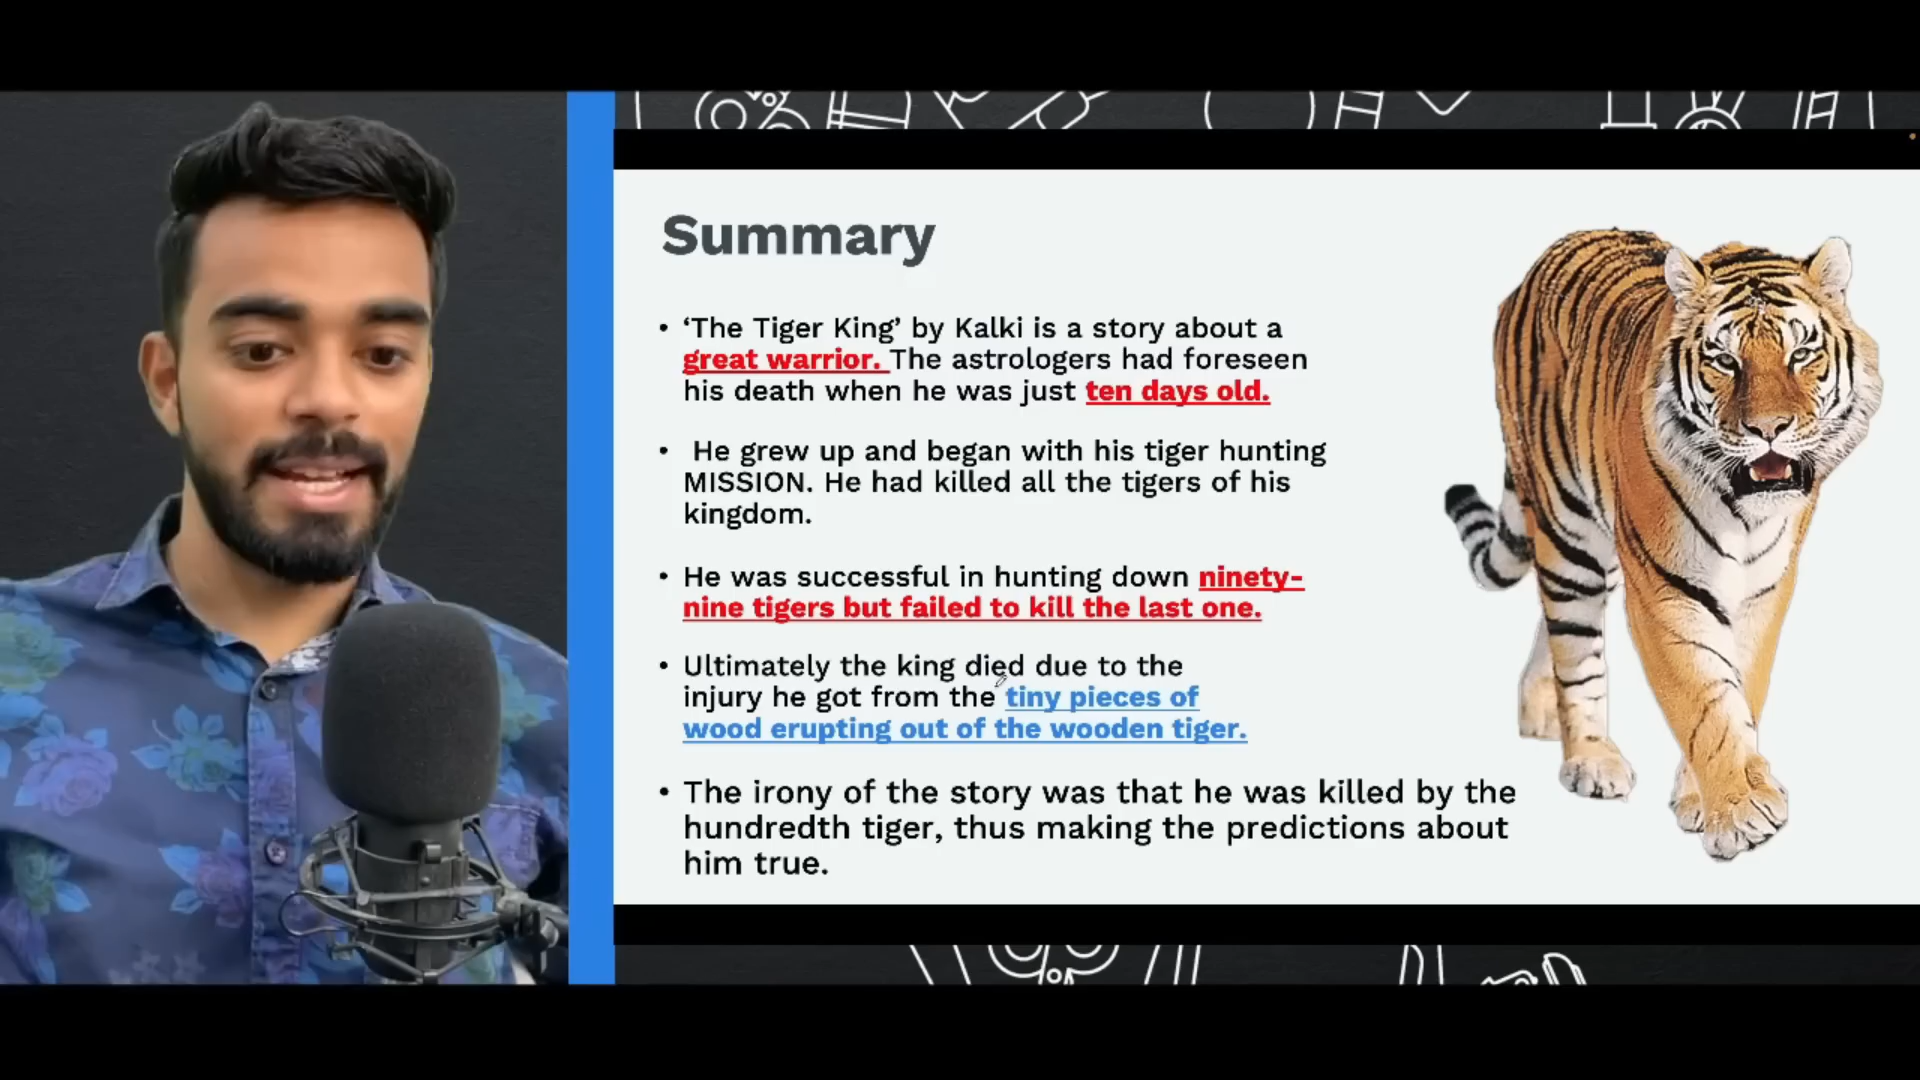 Summary
• ‘The Tiger King’ by Kalki is a story about a
great warrior. The astrologers had foreseen
his death when he was just ten days old.
• He grew up and began with his tiger hunting
MISSION. He had killed all the tigers of his
kingdom.
• He was successful in hunting down ninety-
nine tigers but failed to kill the last one.
• Ultimately the king died due to the
injury he got from the tiny pieces of
wood erupting out of the wooden tiger.
• The irony of the story was that he was killed by the
hundredth tiger, thus making the predictions about
him true.